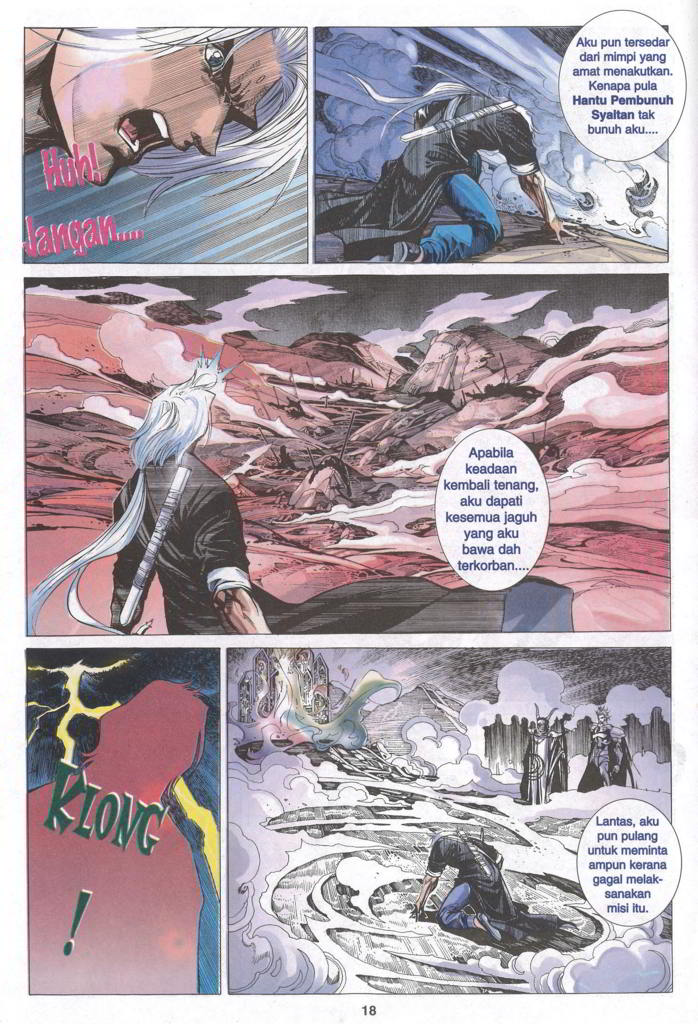 Huh!
Jangan....
Aku pun tersedar
dari mimpi yang
amat menakutkan.
Kenapa pula
Hantu Pembunuh
Syaitan tak
bunuh aku....
Apabila
keadaan
kembali tenang,
aku dapati
kesemua jaguh
yang aku
bawa dah
terkorban....
KLONG
!
Lantas, aku
pun pulang
untuk meminta
ampun kerana
gagal melak-
sanakan
misi itu.
18